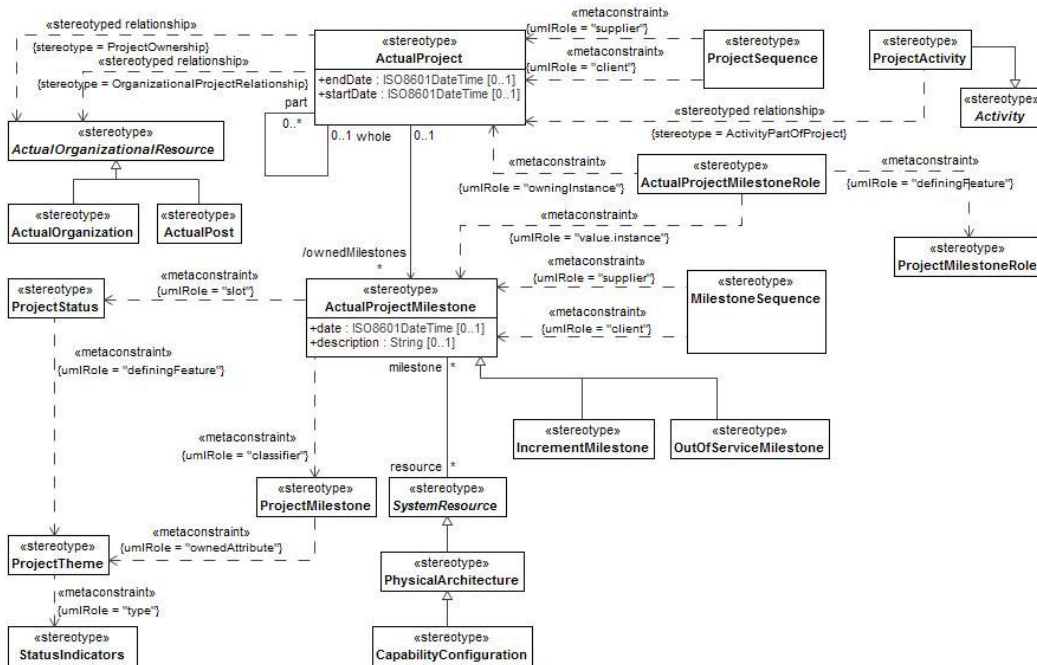 «stereotyped relationship»
{stereotype = ProjectOwnership}
«stereotyped relationship»
{stereotype = OrganizationalProjectRelationship}
«stereotype»
ActualProject
+endDate : ISO8601DateTime [0..1]
+startDate : ISO8601DateTime [0..1]
«metaconstraint»
{umlRole = "supplier"}
«metaconstraint»
{umlRole = "client"}
«stereotype»
ProjectSequence
«stereotype»
ProjectActivity
«stereotype»
Activity
«stereotyped relationship»
{stereotype = ActivityPartOfProject}
part
0..*
0..1 whole
0..1
«stereotype»
ActualOrganizationalResource
«stereotype»
ActualOrganization
«stereotype»
ActualPost
«metaconstraint»
{umlRole = "owningInstance"}
«stereotype»
ActualProjectMilestoneRole
«metaconstraint»
{umlRole = "definingFeature"}
«metaconstraint»
{umlRole = "value.instance"}
«stereotype»
ProjectMilestoneRole
/ownedMilestones
*
«stereotype»
ProjectStatus
«metaconstraint»
{umlRole = "slot"}
«stereotype»
ActualProjectMilestone
+date : ISO8601DateTime [0..1]
+description : String [0..1]
«metaconstraint»
{umlRole = "supplier"}
«metaconstraint»
{umlRole = "client"}
«stereotype»
MilestoneSequence
«metaconstraint»
{umlRole = "definingFeature"}
milestone
*
«stereotype»
IncrementMilestone
«stereotype»
OutOfServiceMilestone
«metaconstraint»
{umlRole = "classifier"}
resource
*
«stereotype»
ProjectMilestone
«stereotype»
SystemResource
«metaconstraint»
{umlRole = "ownedAttribute"}
«stereotype»
ProjectTheme
«stereotype»
PhysicalArchitecture
«metaconstraint»
{umlRole = "type"}
«stereotype»
StatusIndicators
«stereotype»
CapabilityConfiguration